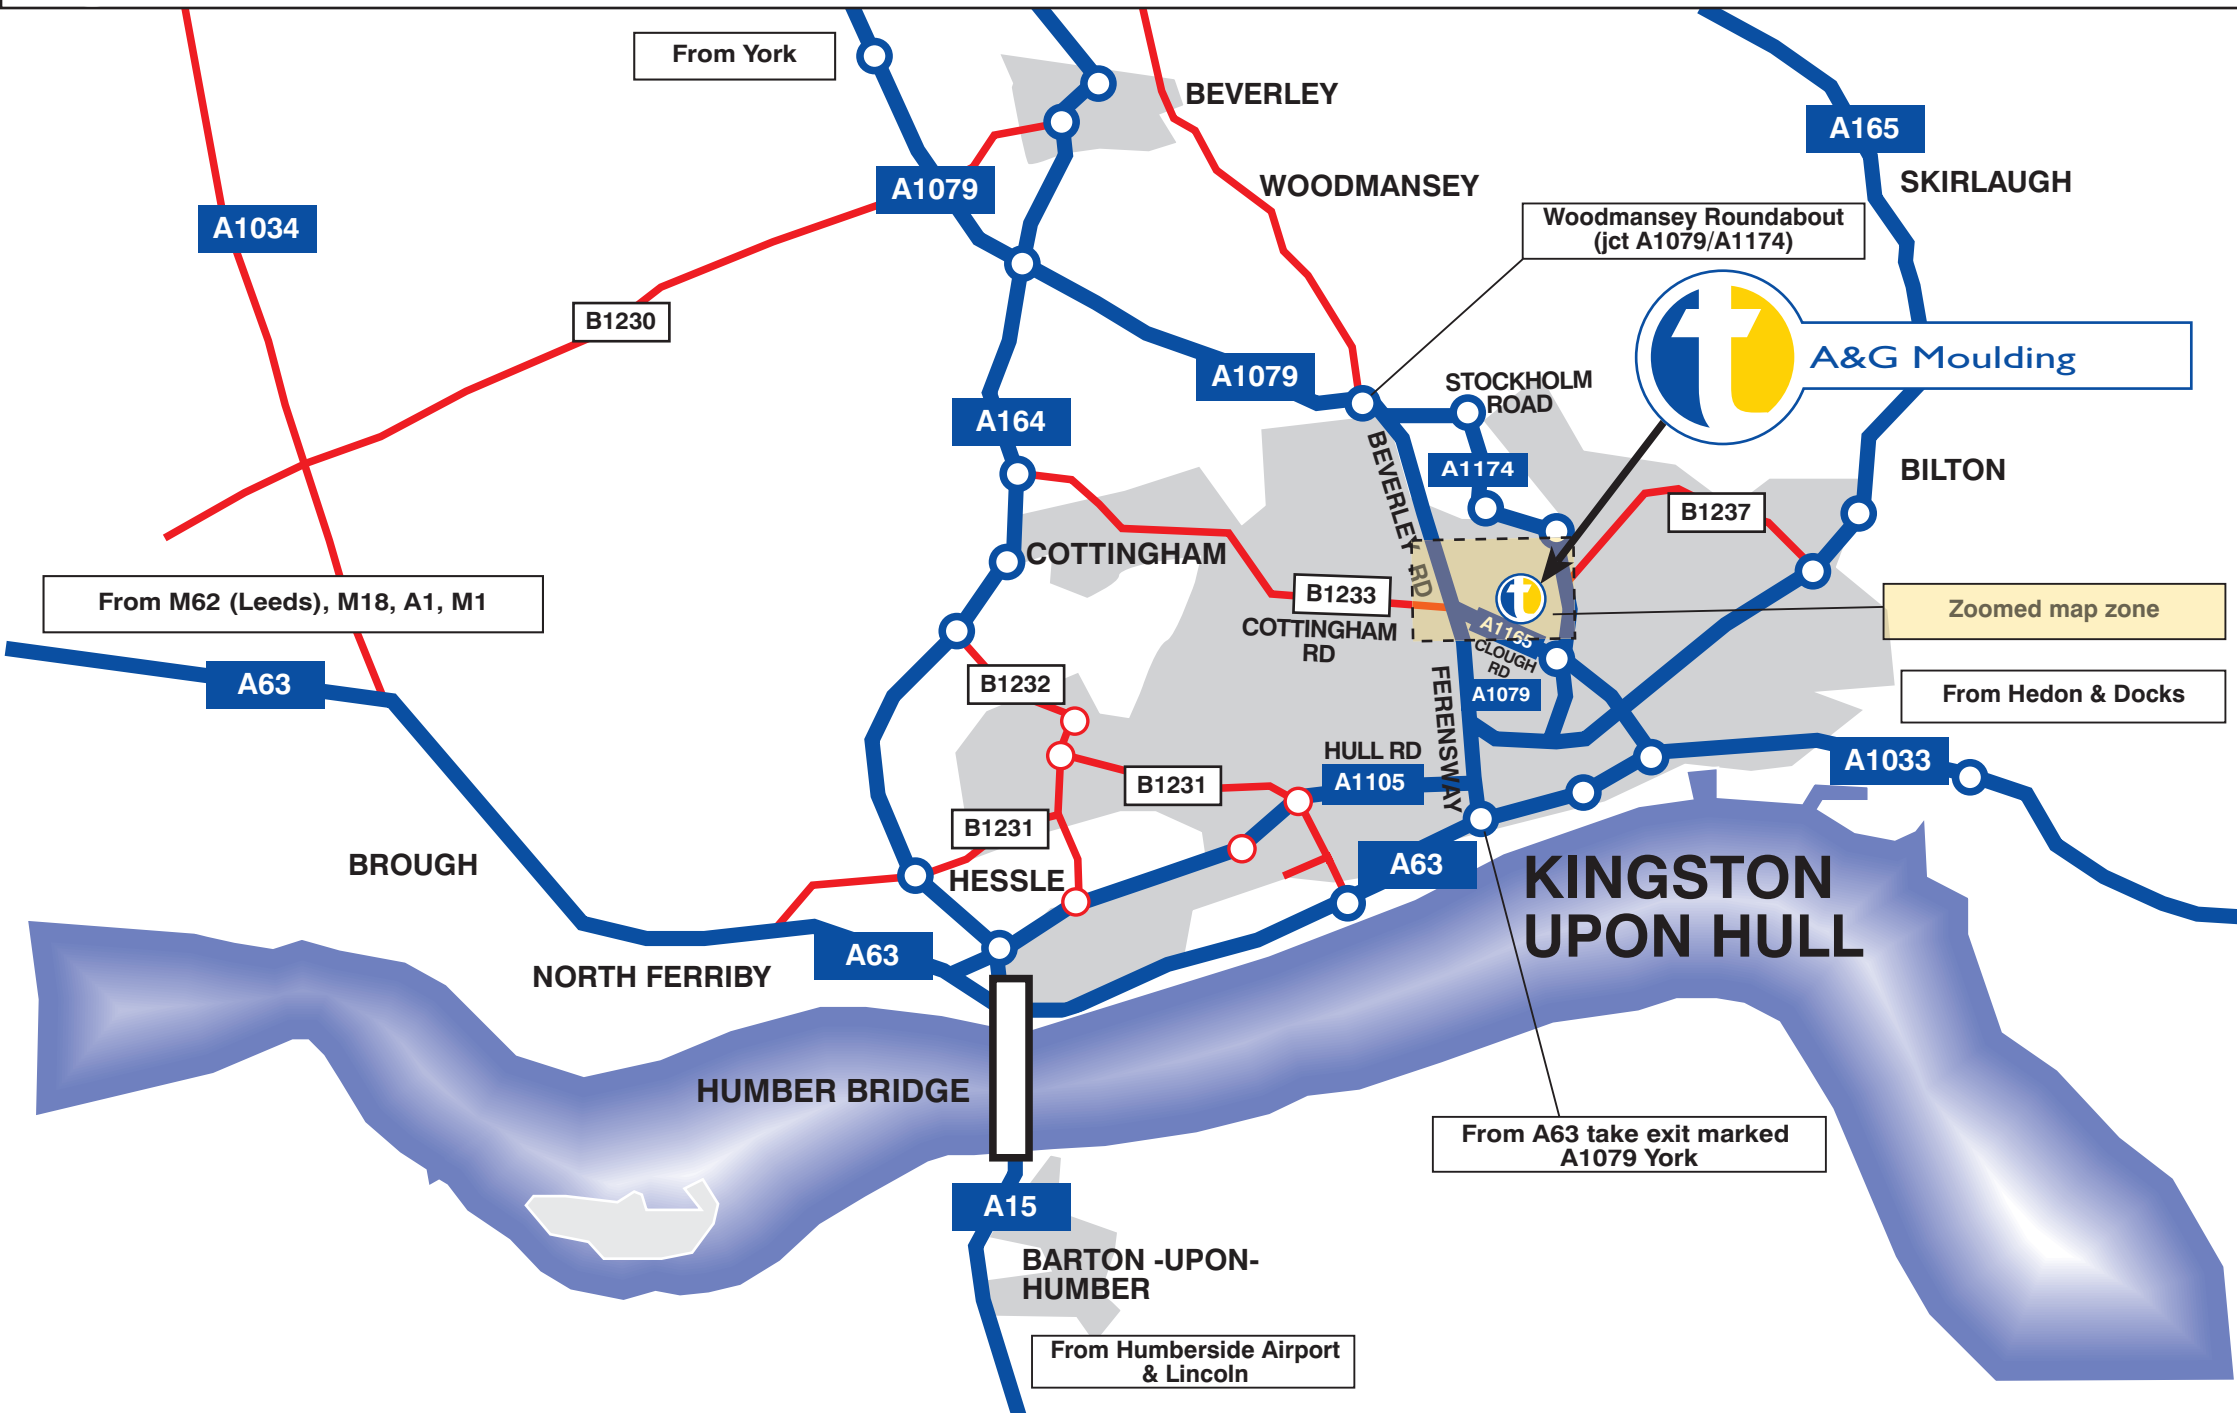 From York
BEVERLEY
A165
A1079
WOODMANSEY
SKIRLAUGH
A1034
Woodmansey Roundabout
(jct A1079/A1174)
B1230
A&G Moulding
A1079
STOCKHOLM
ROAD
A164
BEVERLEY RD
A1174
BILTON
B1237
COTTINGHAM
From M62 (Leeds), M18, A1, M1
B1233
COTTINGHAM
RD
Zoomed map zone
A1165
CLOUGH
RD
A63
B1232
A1079
From Hedon & Docks
FERENSWAY
HULL RD
A1105
B1231
A1033
B1231
BROUGH
HESSLE
A63
KINGSTON
UPON HULL
A63
NORTH FERRIBY
HUMBER BRIDGE
From A63 take exit marked
A1079 York
A15
BARTON -UPON-
HUMBER
From Humberside Airport
& Lincoln